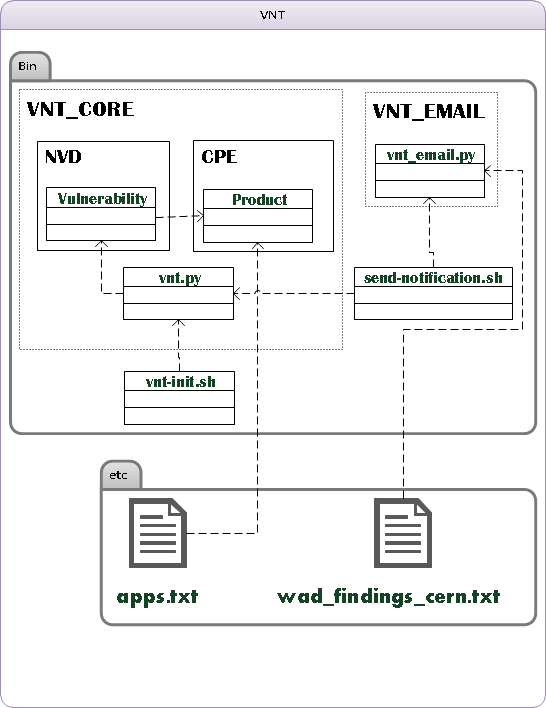 VNT
Bin
VNT_CORE
VNT_EMAIL
NVD
CPE
vnt_email.py
Vulnerability
Product
vnt.py
send-notification.sh
vnt-init.sh
etc
apps.txt
wad_findings_cern.txt